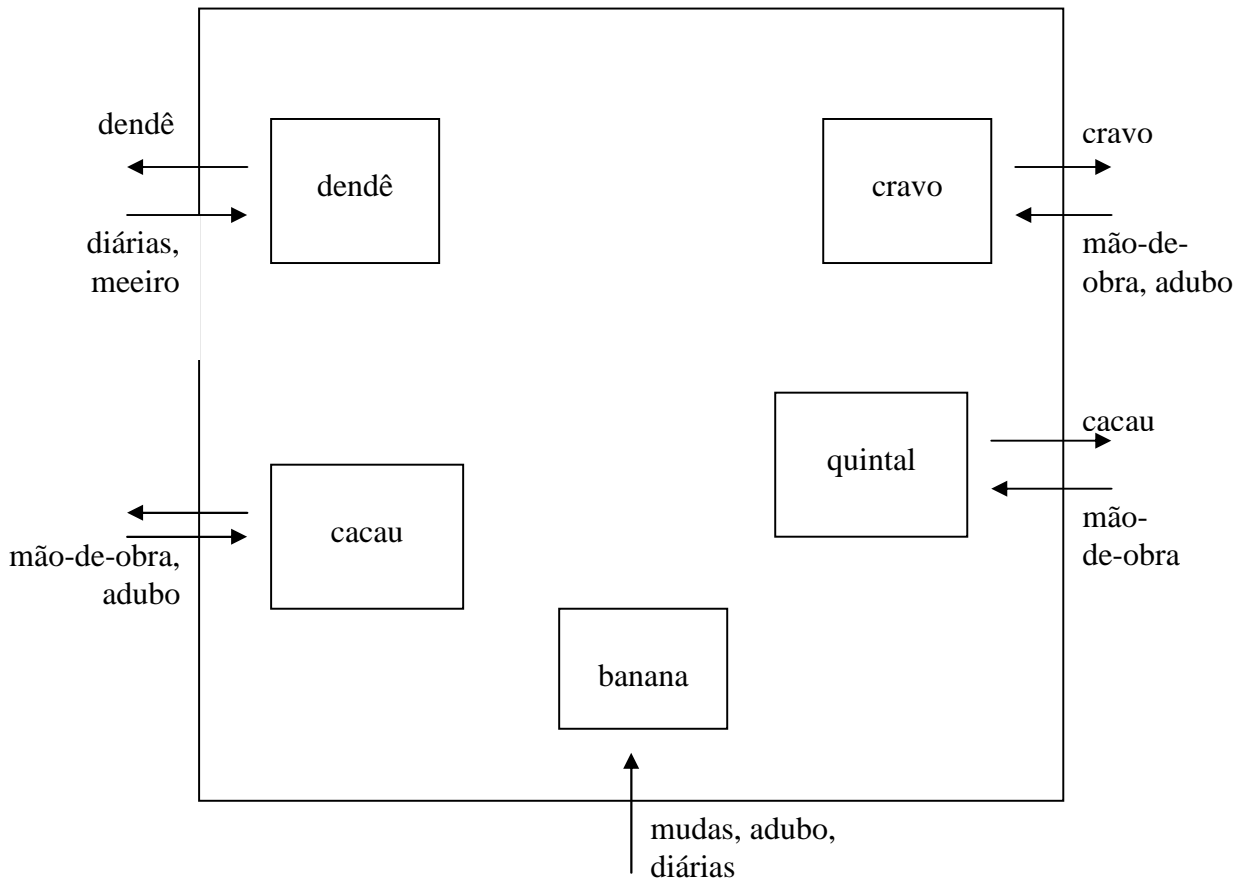 dendê
diárias,
meeiro
dendê
cravo
cravo
mão-de-
obra, adubo
quintal
cacau
mão-
de-obra
cacau
mão-de-obra,
adubo
banana
mudas, adubo,
diárias